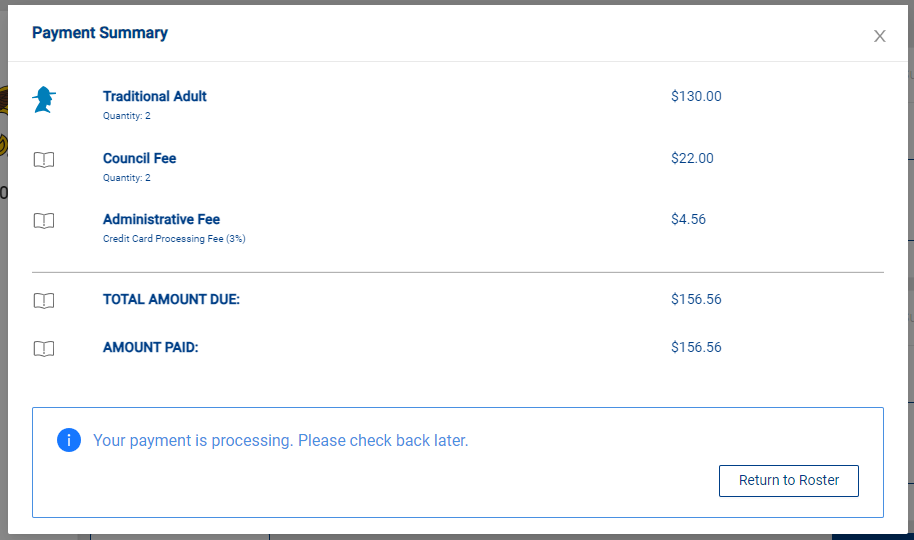 Payment Summary
X
Traditional Adult
$130.00
Quantity: 2
Council Fee
$22.00
Quantity: 2
Administrative Fee
$4.56
Credit Card Processing Fee (3%)
TOTAL AMOUNT DUE:
$156.56
AMOUNT PAID:
$156.56
Your payment is processing. Please check back later.
Return to Roster